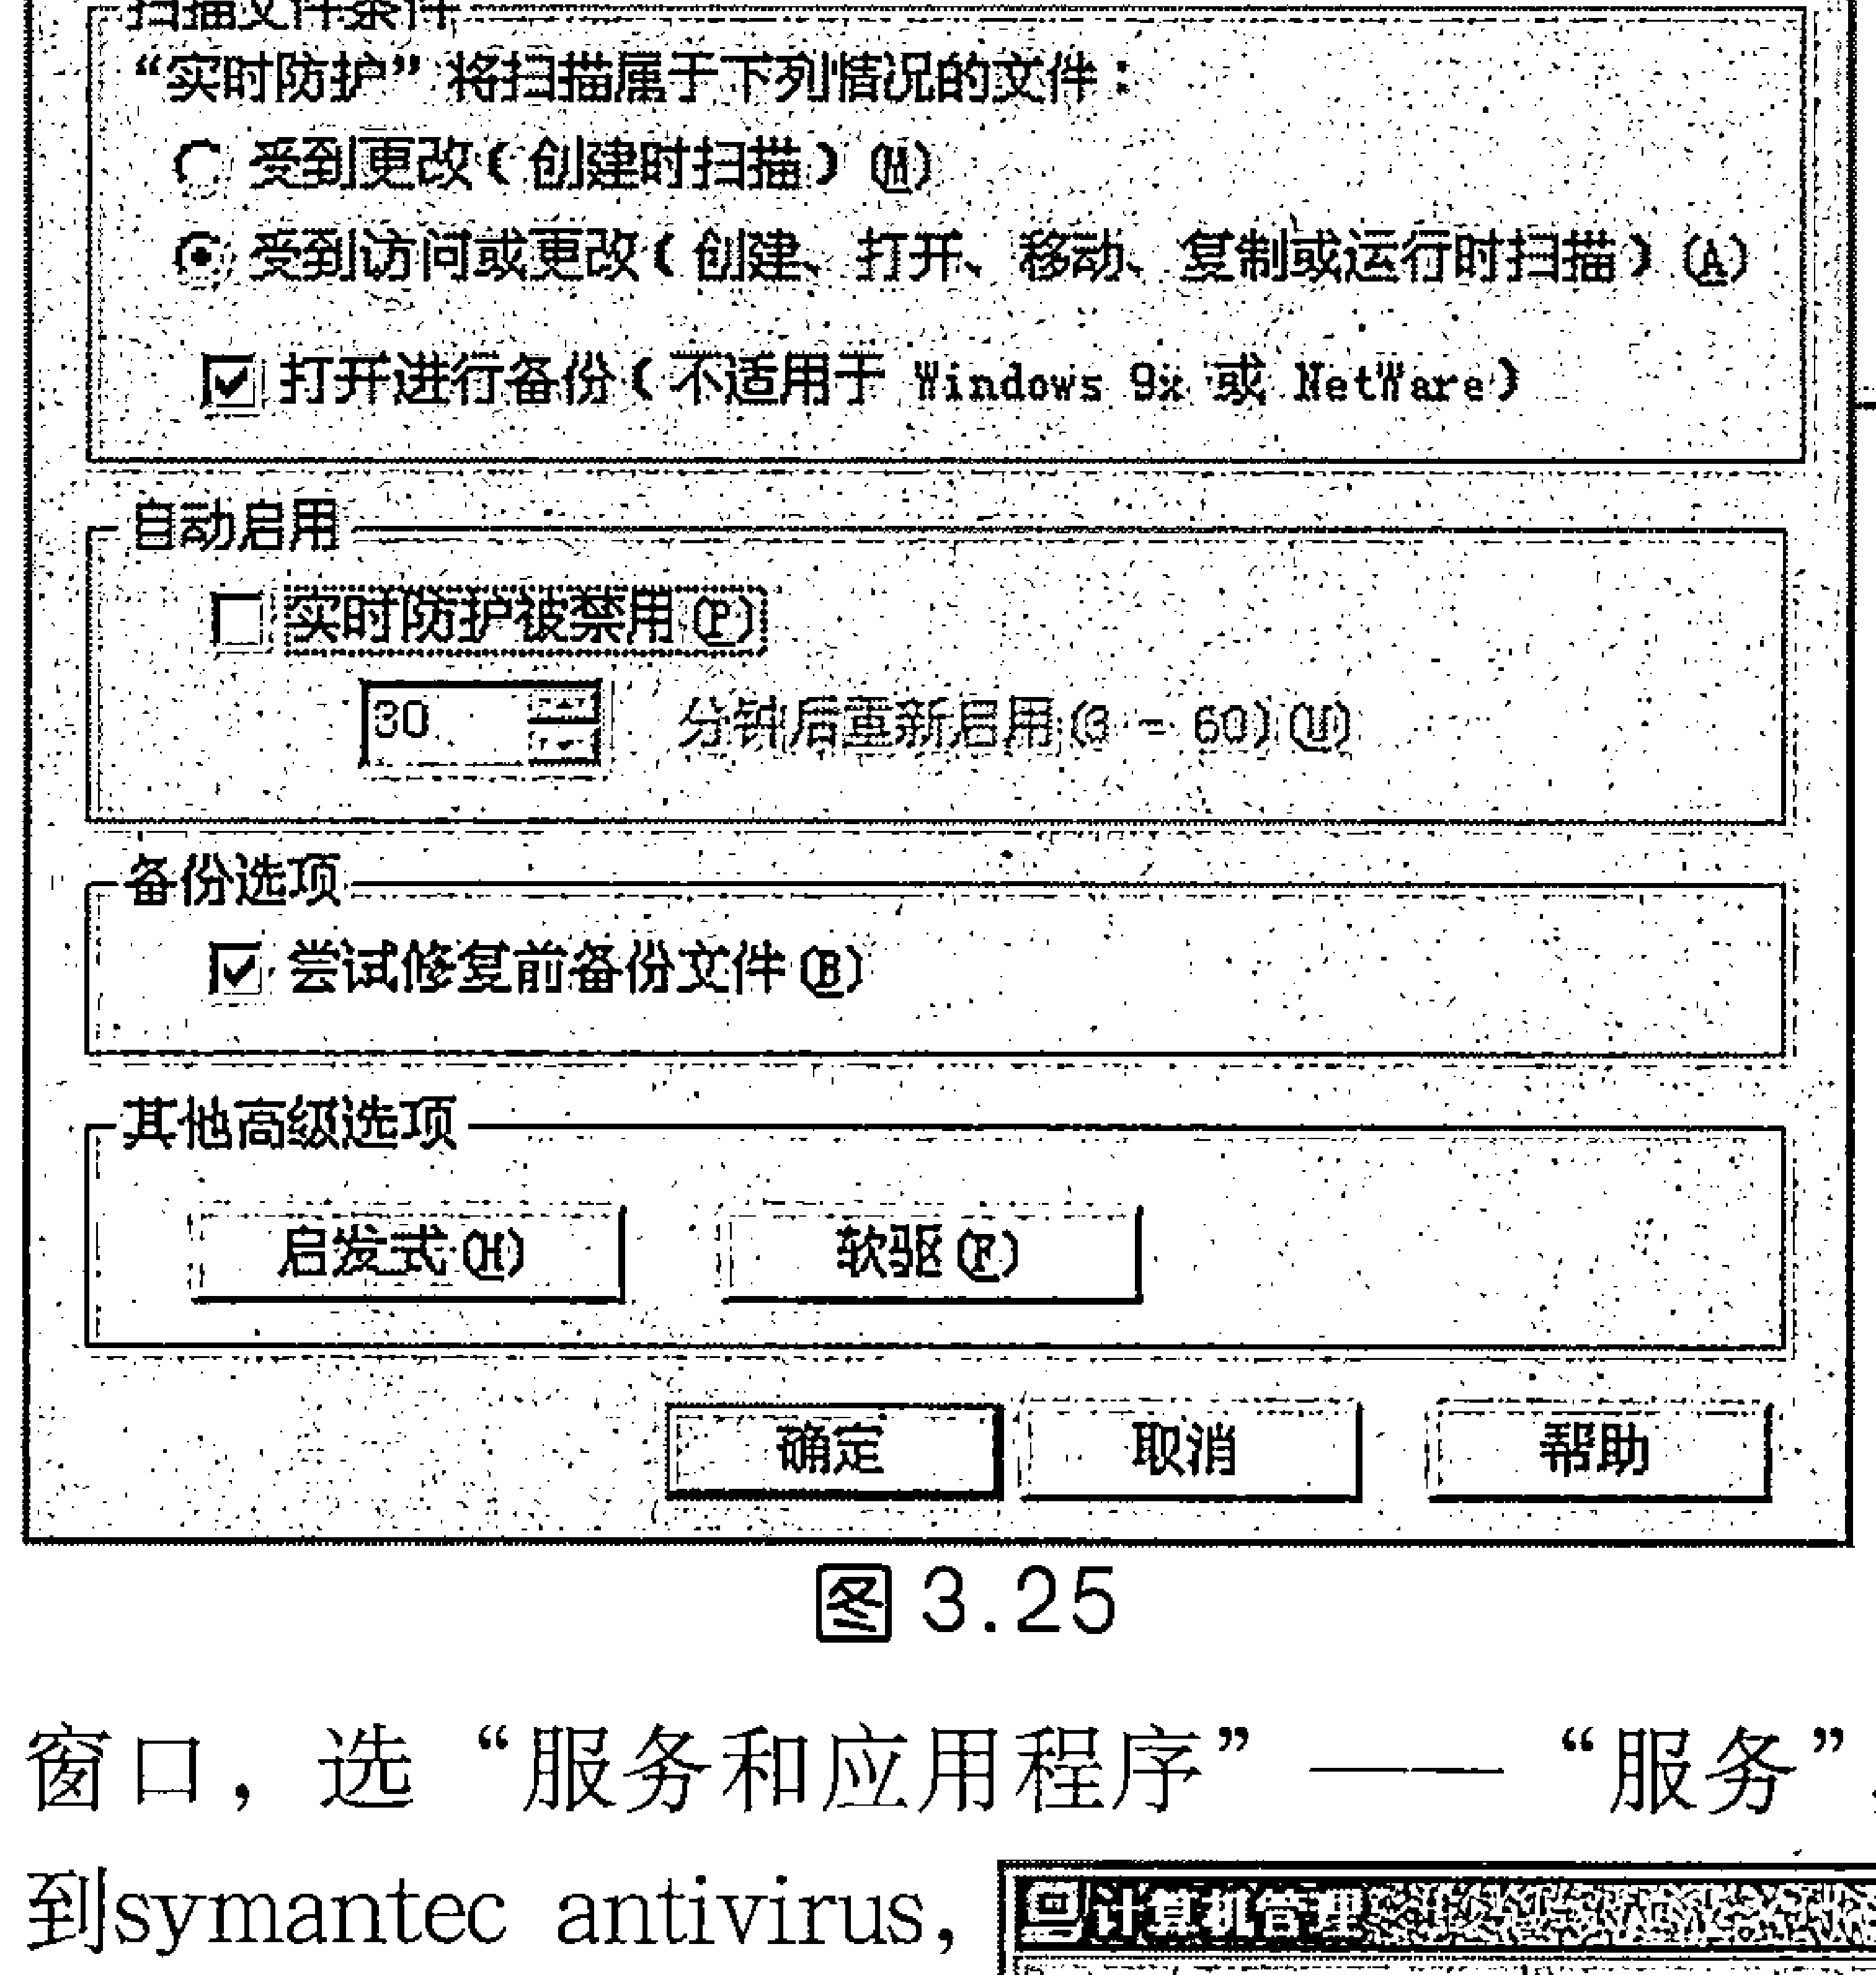 扫描文件条件
“实时防护” 将扫描属于下列情况的文件：
受到更改(创建时扫描)(M)
受到访问或更改(创建、打开、移动、复制或运行时扫描)(A)
打开进行备份(不适用于 Windows 9x 或 NetWare)
自动启用
实时防护被禁用(P)
30 分钟后重新启用(3 - 60)(U)
备份选项
尝试修复前备份文件(B)
其他高级选项
启发式(H) 软驱(F)
确定 取消 帮助
图 3.25
窗口，选 “服务和应用程序” —— “服务”
到symantec antivirus，
计算机管理